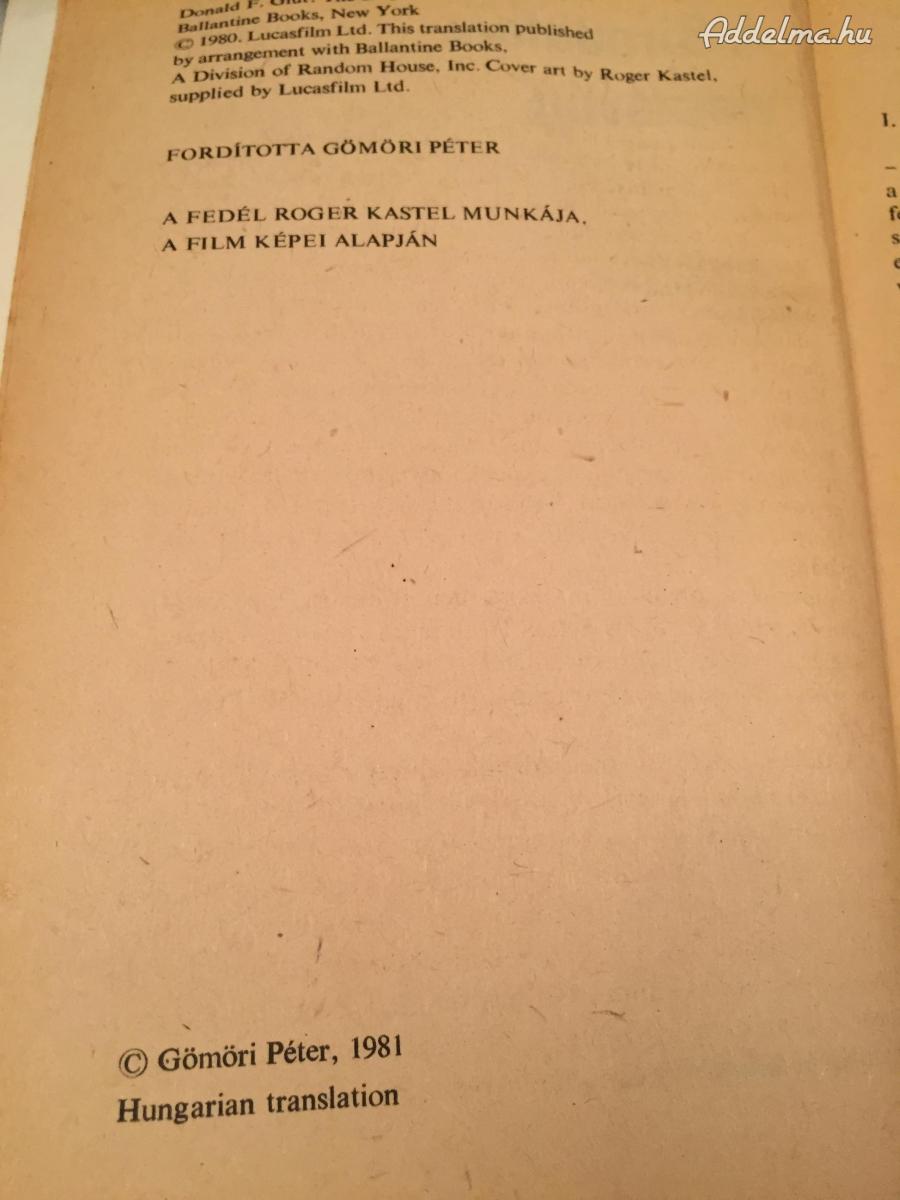 Addelma.hu
Donald F.
Ballantine Books, New York
© 1980. Lucasfilm Ltd. This translation published
by arrangement with Ballantine Books,
A Division of Random House, Inc. Cover art by Roger Kastel,
supplied by Lucasfilm Ltd.
FORDÍTOTTA GÖMÖRI PÉTER
A FEDÉL ROGER KASTEL MUNKÁJA,
A FILM KÉPEI ALAPJÁN
© Gömöri Péter, 1981
Hungarian translation
I.
–
a